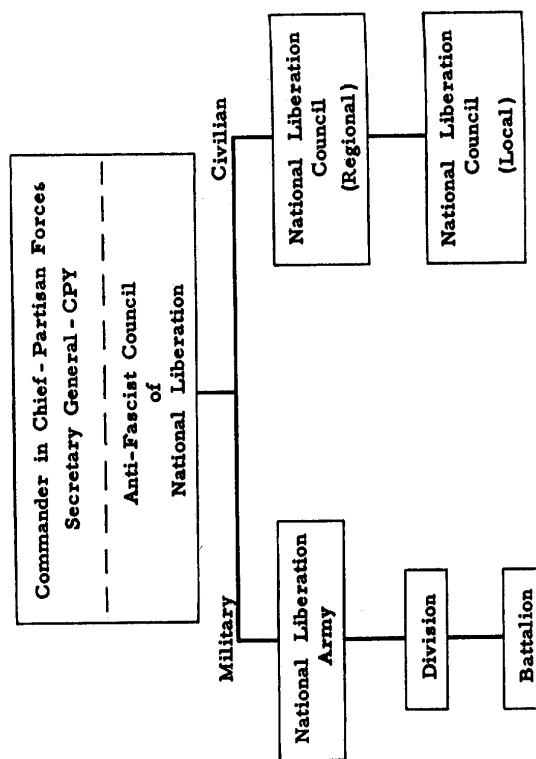 Commander in Chief-Partisan Forces
Secretary General-CPY
Anti-Fascist Council
of
National Liberation
Military
Civilian
National Liberation
Army
Division
Battalion
National Liberation
Council
(Regional)
National Liberation
Council
(Local)